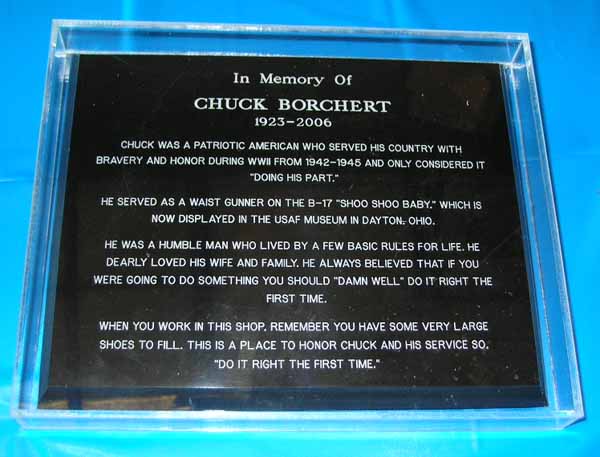 In Memory Of
CHUCK BORCHERT
1923-2006
CHUCK WAS A PATRIOTIC AMERICAN WHO SERVED HIS COUNTRY WITH
BRAVERY AND HONOR DURING WWII FROM 1942-1945 AND ONLY CONSIDERED IT
"DOING HIS PART."
HE SERVED AS A WAIST GUNNER ON THE B-17 "SHOO SHOO BABY." WHICH IS
NOW DISPLAYED IN THE USAF MUSEUM IN DAYTON, OHIO.
HE WAS A HUMBLE MAN WHO LIVED BY A FEW BASIC RULES FOR LIFE. HE
DEARLY LOVED HIS WIFE AND FAMILY. HE ALWAYS BELIEVED THAT IF YOU
WERE GOING TO DO SOMETHING YOU SHOULD "DAMN WELL" DO IT RIGHT THE
FIRST TIME.
WHEN YOU WORK IN THIS SHOP, REMEMBER YOU HAVE SOME VERY LARGE
SHOES TO FILL. THIS IS A PLACE TO HONOR CHUCK AND HIS SERVICE SO,
"DO IT RIGHT THE FIRST TIME."